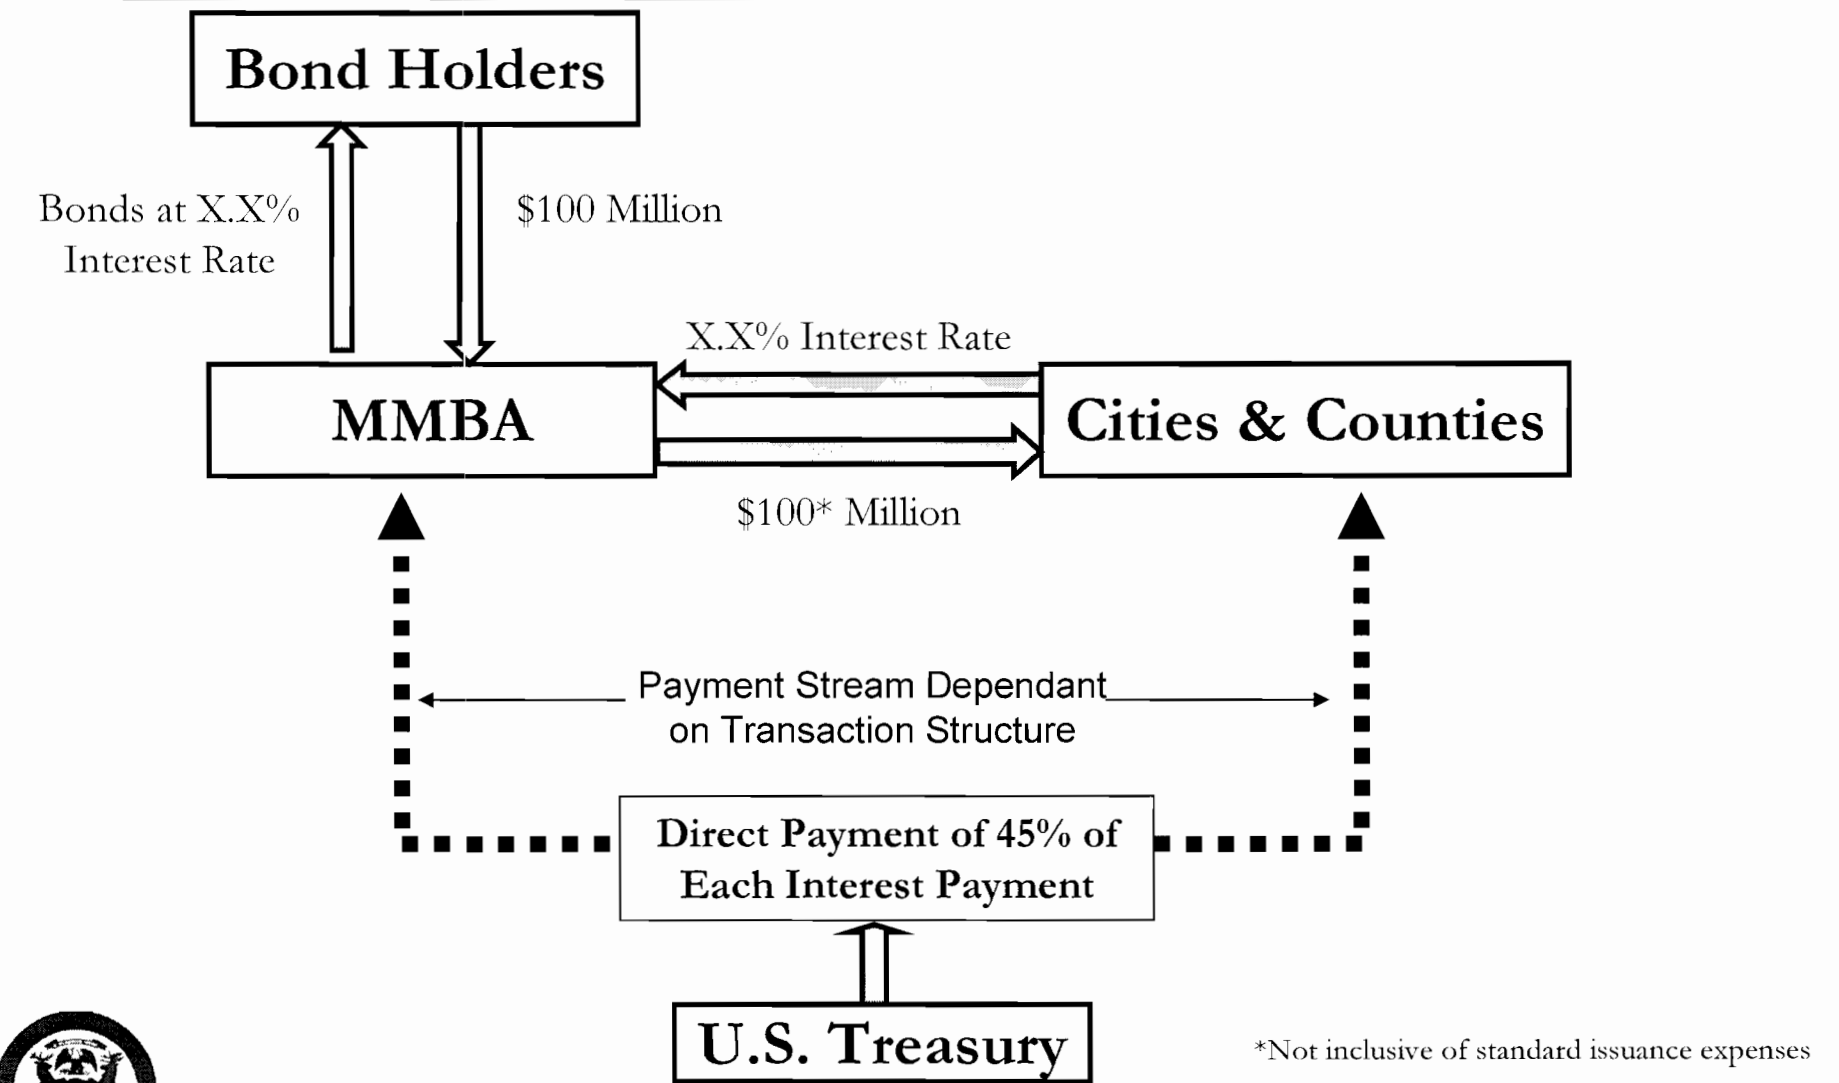 Bond Holders
Bonds at X.X%
Interest Rate
$100 Million
X.X% Interest Rate
MMBA
Cities & Counties
$100* Million
Payment Stream Dependant
on Transaction Structure
Direct Payment of 45% of
Each Interest Payment
U.S. Treasury
*Not inclusive of standard issuance expenses